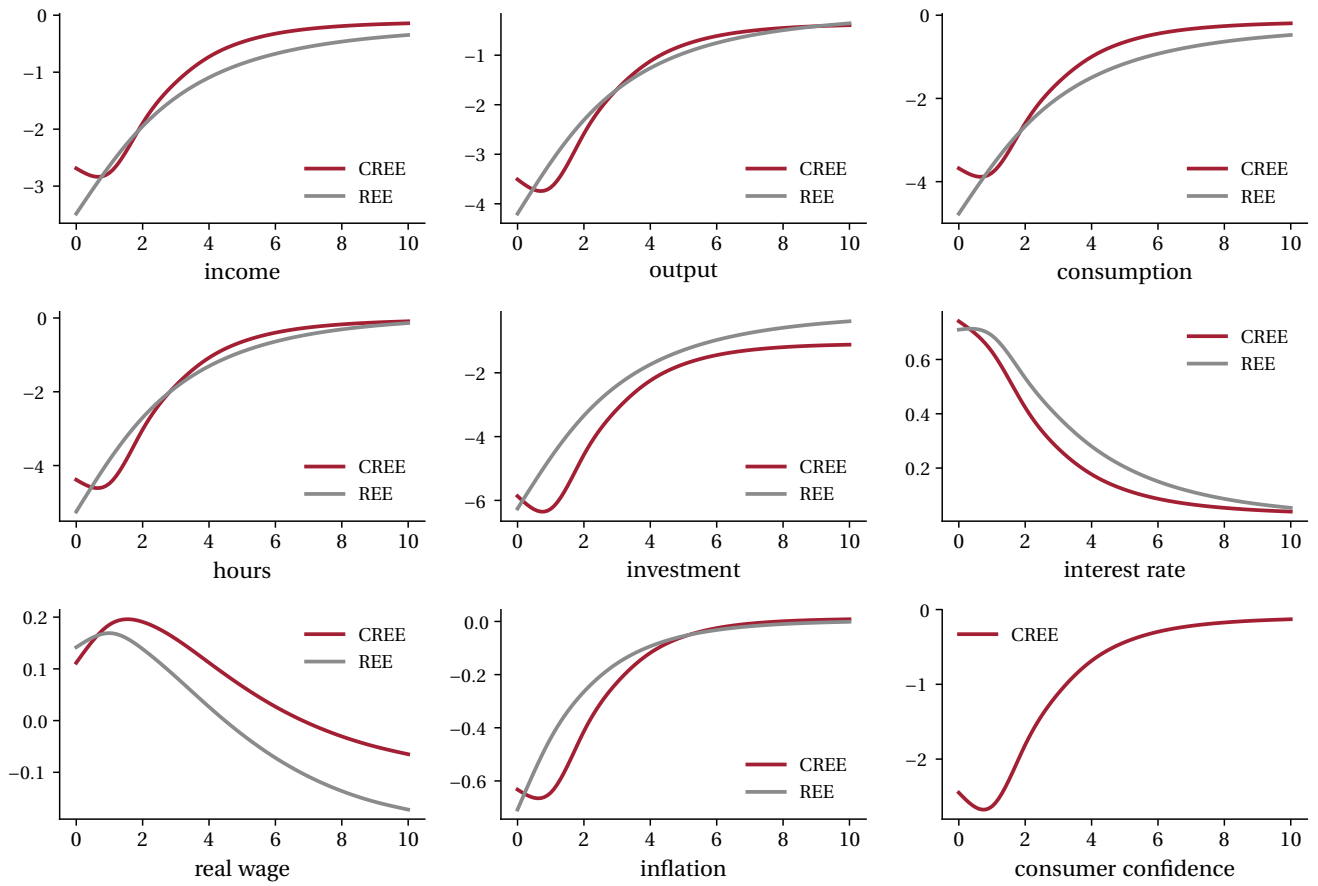 0
−1
−2
−3
CREE
REE
0 2 4 6 8 10
income
−1
−2
−3
−4
CREE
REE
0 2 4 6 8 10
output
0
−2
−4
CREE
REE
0 2 4 6 8 10
consumption
0
−2
−4
CREE
REE
0 2 4 6 8 10
hours
−2
−4
−6
CREE
REE
0 2 4 6 8 10
investment
0.6
0.4
0.2
CREE
REE
0 2 4 6 8 10
interest rate
0.2
0.1
0.0
−0.1
CREE
REE
0 2 4 6 8 10
real wage
0.0
−0.2
−0.4
−0.6
CREE
REE
0 2 4 6 8 10
inflation
0
−1
−2
CREE
0 2 4 6 8 10
consumer confidence